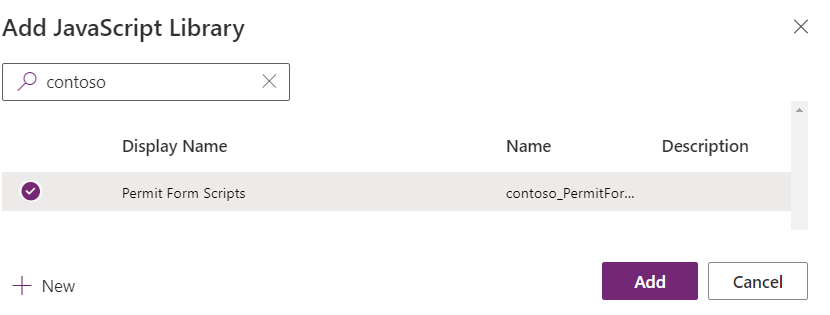 Add JavaScript Library
contoso
Display Name Name Description
Permit Form Scripts contoso_PermitFor...
New Add Cancel